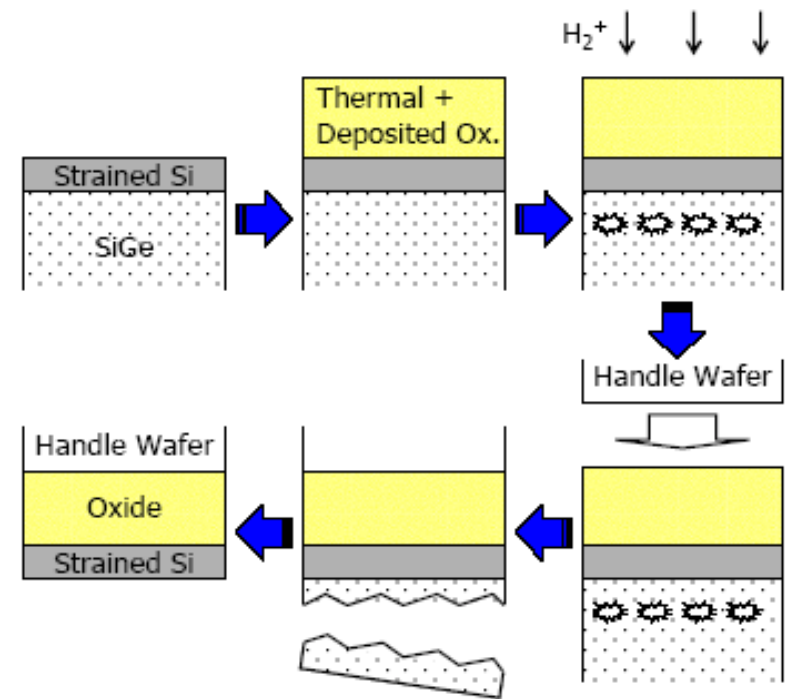 H₂⁺
Thermal +
Deposited Ox.
Strained Si
SiGe
Handle Wafer
Handle Wafer
Oxide
Strained Si